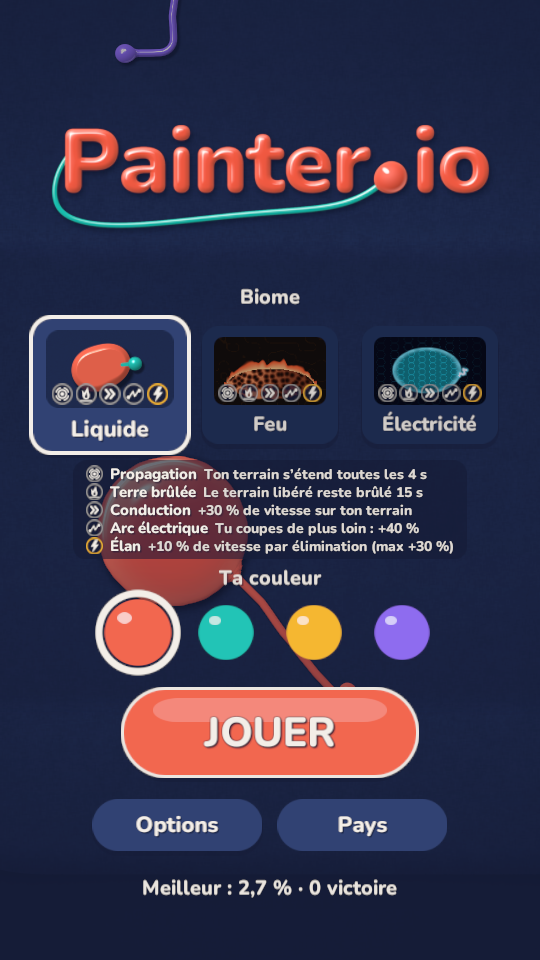 Painter.io
Biome
Liquide
Feu
Électricité
Propagation Ton terrain s'étend toutes les 4 s
Terre brûlée Le terrain libéré reste brûlé 15 s
Conduction +30 % de vitesse sur ton terrain
Arc électrique Tu coupes de plus loin : +40 %
Élan +10 % de vitesse par élimination (max +30 %)
Ta couleur
JOUER
Options
Pays
Meilleur : 2,7 % · 0 victoire